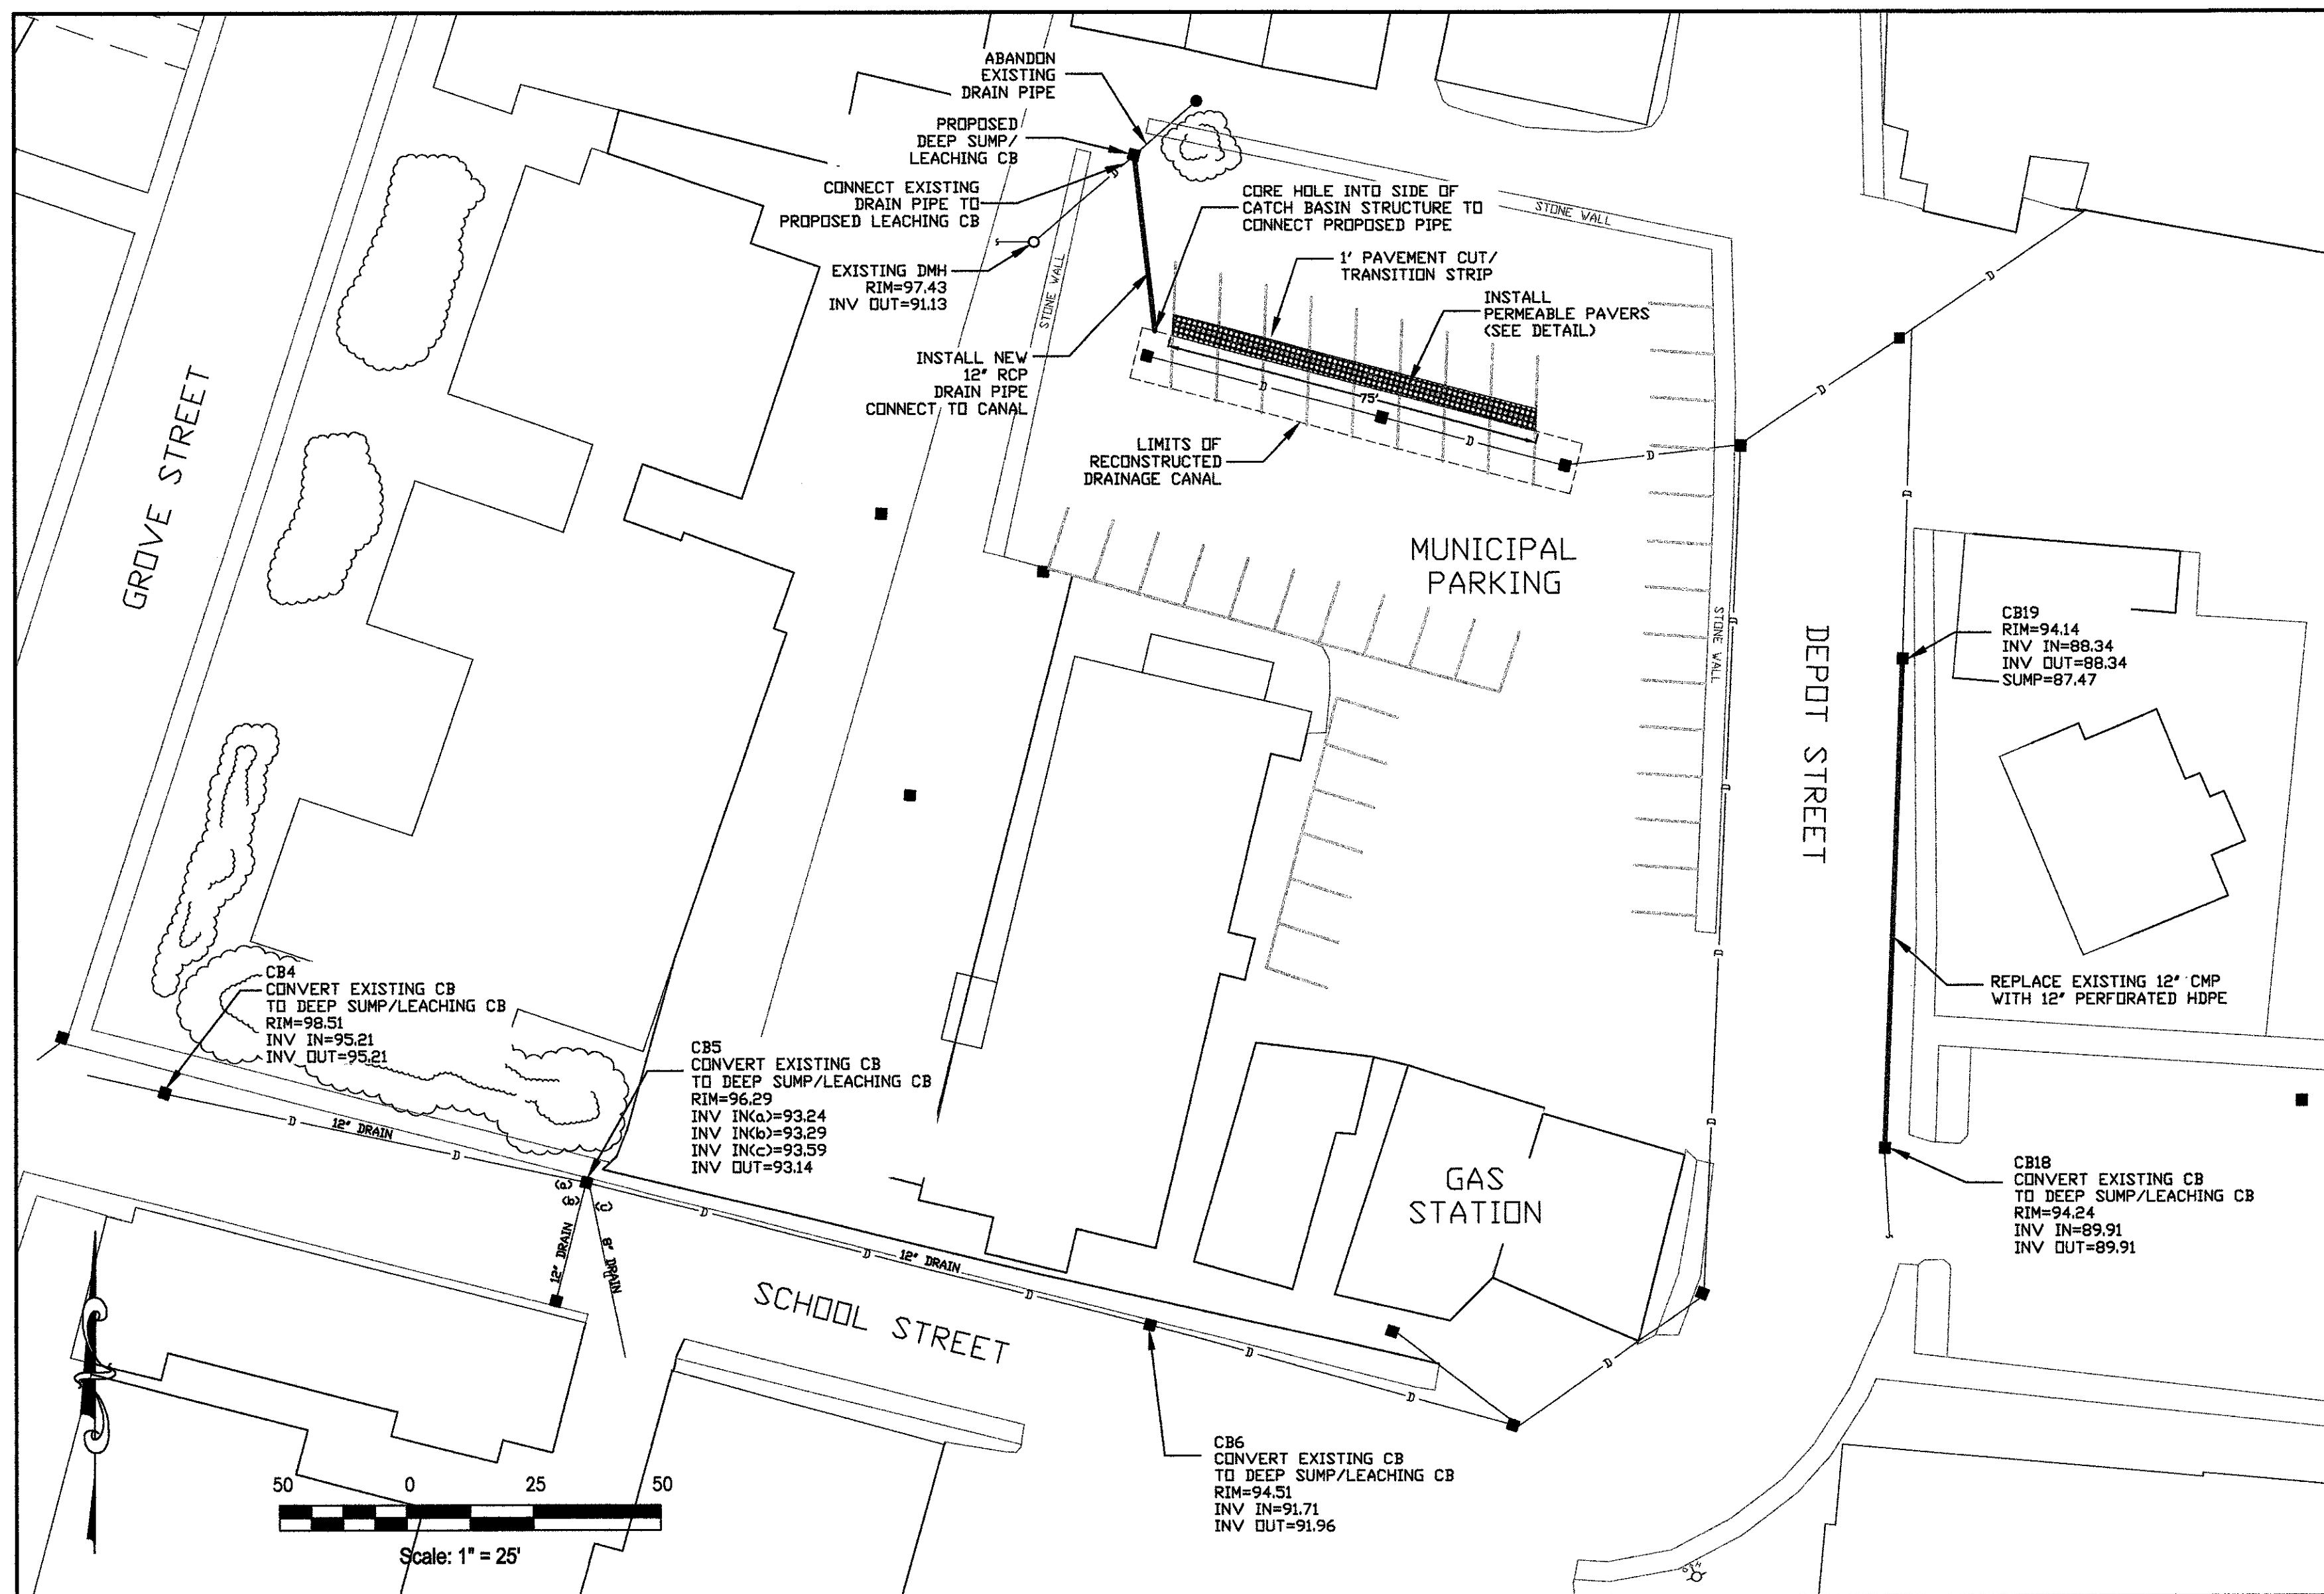 ABANDON
EXISTING
DRAIN PIPE
PROPOSED
DEEP SUMP/
LEACHING CB
CONNECT EXISTING
DRAIN PIPE TO
PROPOSED LEACHING CB
EXISTING DMH
RIM=97.43
INV OUT=91.13
INSTALL NEW
12" RCP
DRAIN PIPE
CONNECT TO CANAL
CORE HOLE INTO SIDE OF
CATCH BASIN STRUCTURE TO
CONNECT PROPOSED PIPE
STONE WALL
STONE WALL
1' PAVEMENT CUT/
TRANSITION STRIP
INSTALL
PERMEABLE PAVERS
(SEE DETAIL)
D
75'
D
D
D
D
LIMITS OF
RECONSTRUCTED
DRAINAGE CANAL
MUNICIPAL
PARKING
GROVE STREET
STONE WALL
D
D
D
D
D
DEPOT STREET
CB19
RIM=94.14
INV IN=88.34
INV OUT=88.34
SUMP=87.47
REPLACE EXISTING 12" CMP
WITH 12" PERFORATED HDPE
CB4
CONVERT EXISTING CB
TO DEEP SUMP/LEACHING CB
RIM=98.51
INV IN=95.21
INV OUT=95.21
CB5
CONVERT EXISTING CB
TO DEEP SUMP/LEACHING CB
RIM=96.29
INV IN(a)=93.24
INV IN(b)=93.29
INV IN(c)=93.59
INV OUT=93.14
D
12" DRAIN
D
(a)
(b)
(c)
12" DRAIN
8" DRAIN
D
D
D
12" DRAIN
D
D
D
D
GAS
STATION
CB18
CONVERT EXISTING CB
TO DEEP SUMP/LEACHING CB
RIM=94.24
INV IN=89.91
INV OUT=89.91
SCHOOL STREET
CB6
CONVERT EXISTING CB
TO DEEP SUMP/LEACHING CB
RIM=94.51
INV IN=91.71
INV OUT=91.96
50 0 25 50
Scale: 1" = 25'